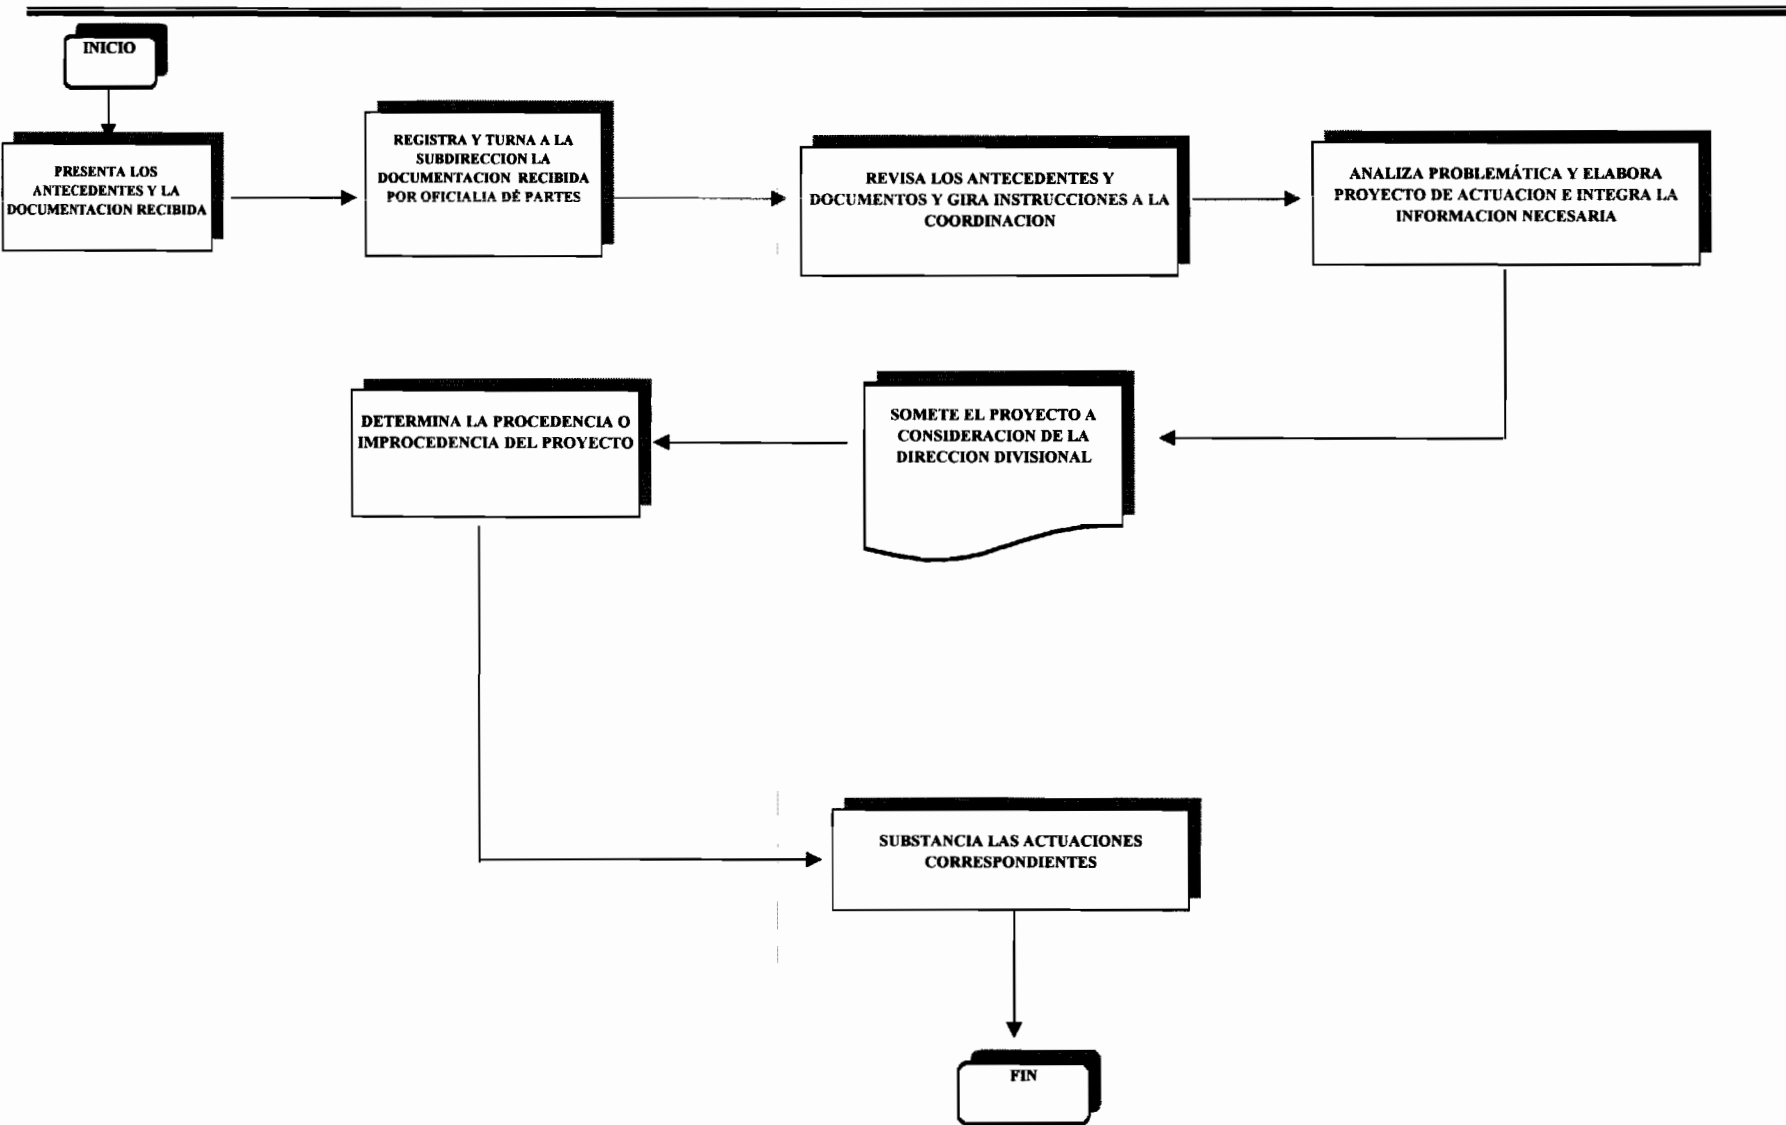 INICIO
PRESENTA LOS
ANTECEDENTES Y LA
DOCUMENTACION RECIBIDA
REGISTRA Y TURNA A LA
SUBDIRECCION LA
DOCUMENTACION RECIBIDA
POR OFICIALIA DE PARTES
REVISA LOS ANTECEDENTES Y
DOCUMENTOS Y GIRA INSTRUCCIONES A LA
COORDINACION
ANALIZA PROBLEMÁTICA Y ELABORA
PROYECTO DE ACTUACION E INTEGRA LA
INFORMACION NECESARIA
SOMETE EL PROYECTO A
CONSIDERACION DE LA
DIRECCION DIVISIONAL
DETERMINA LA PROCEDENCIA O
IMPROCEDENCIA DEL PROYECTO
SUBSTANCIA LAS ACTUACIONES
CORRESPONDIENTES
FIN